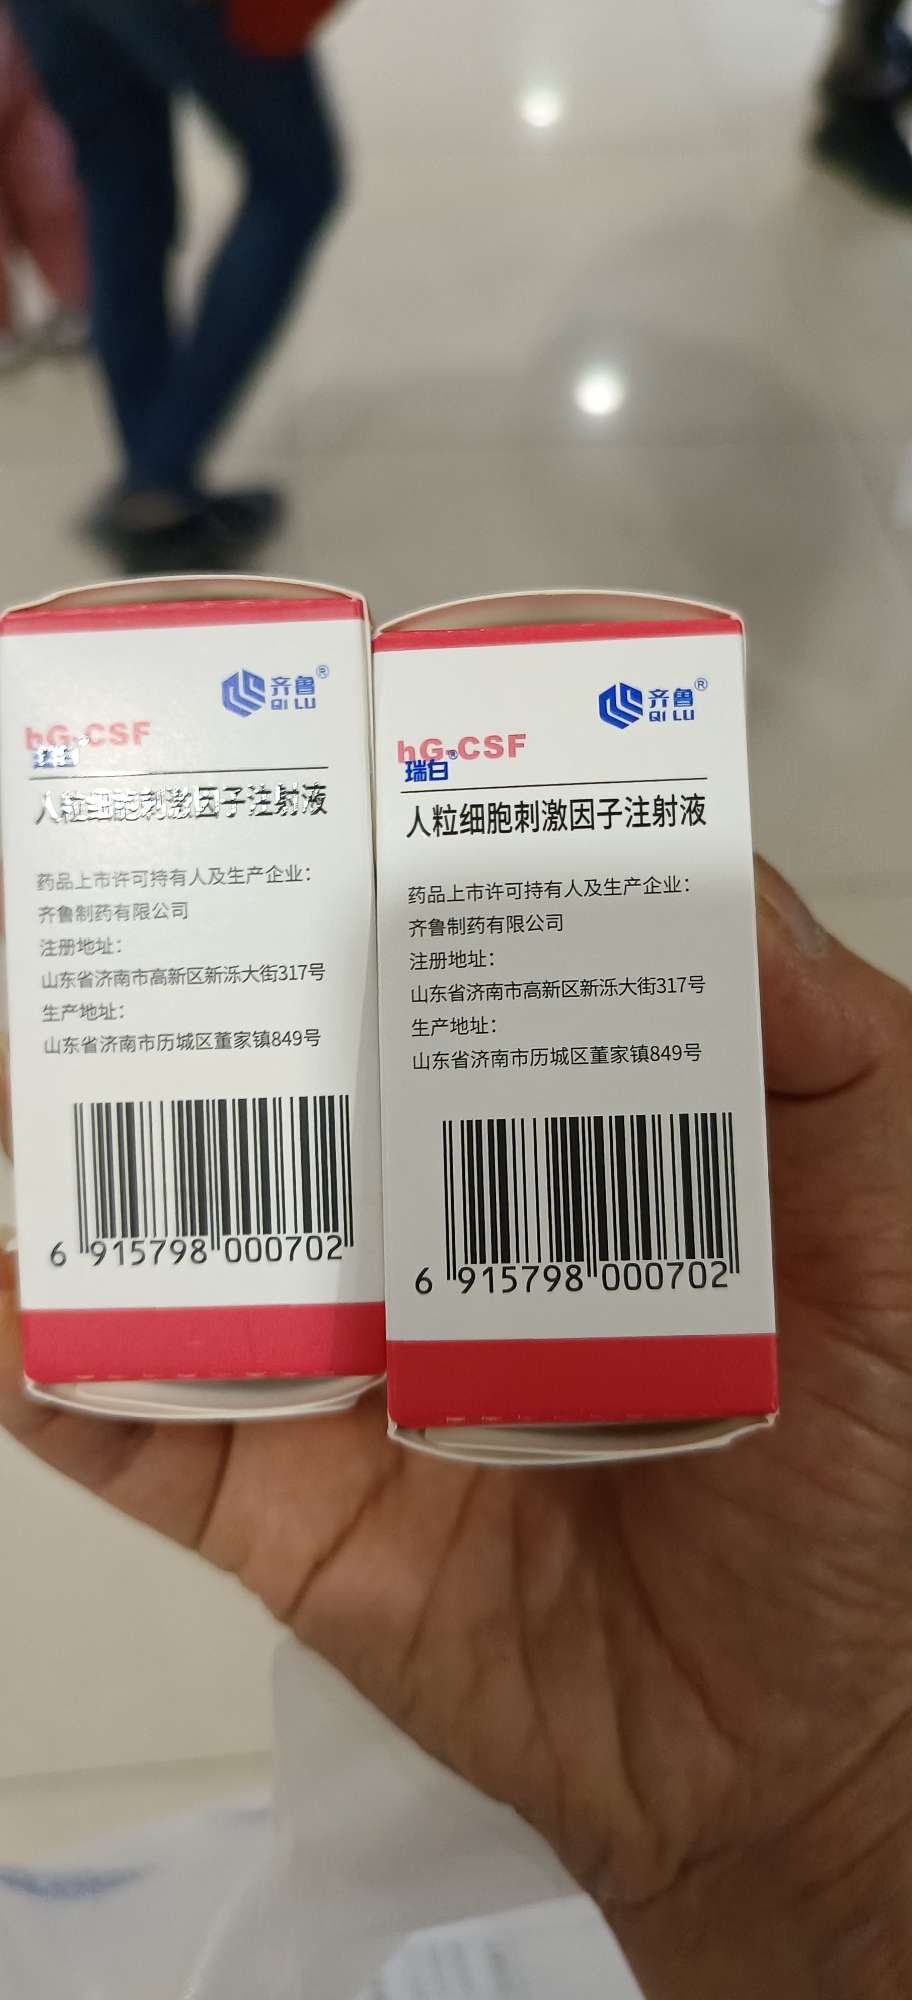 齐鲁®
QILU
hG-CSF
瑞白®
人粒细胞刺激因子注射液
药品上市许可持有人及生产企业：
齐鲁制药有限公司
注册地址：
山东省济南市高新区新泺大街317号
生产地址：
山东省济南市历城区董家镇849号
6 915798 000702
齐鲁®
QILU
hG-CSF
瑞白®
人粒细胞刺激因子注射液
药品上市许可持有人及生产企业：
齐鲁制药有限公司
注册地址：
山东省济南市高新区新泺大街317号
生产地址：
山东省济南市历城区董家镇849号
6 915798 000702